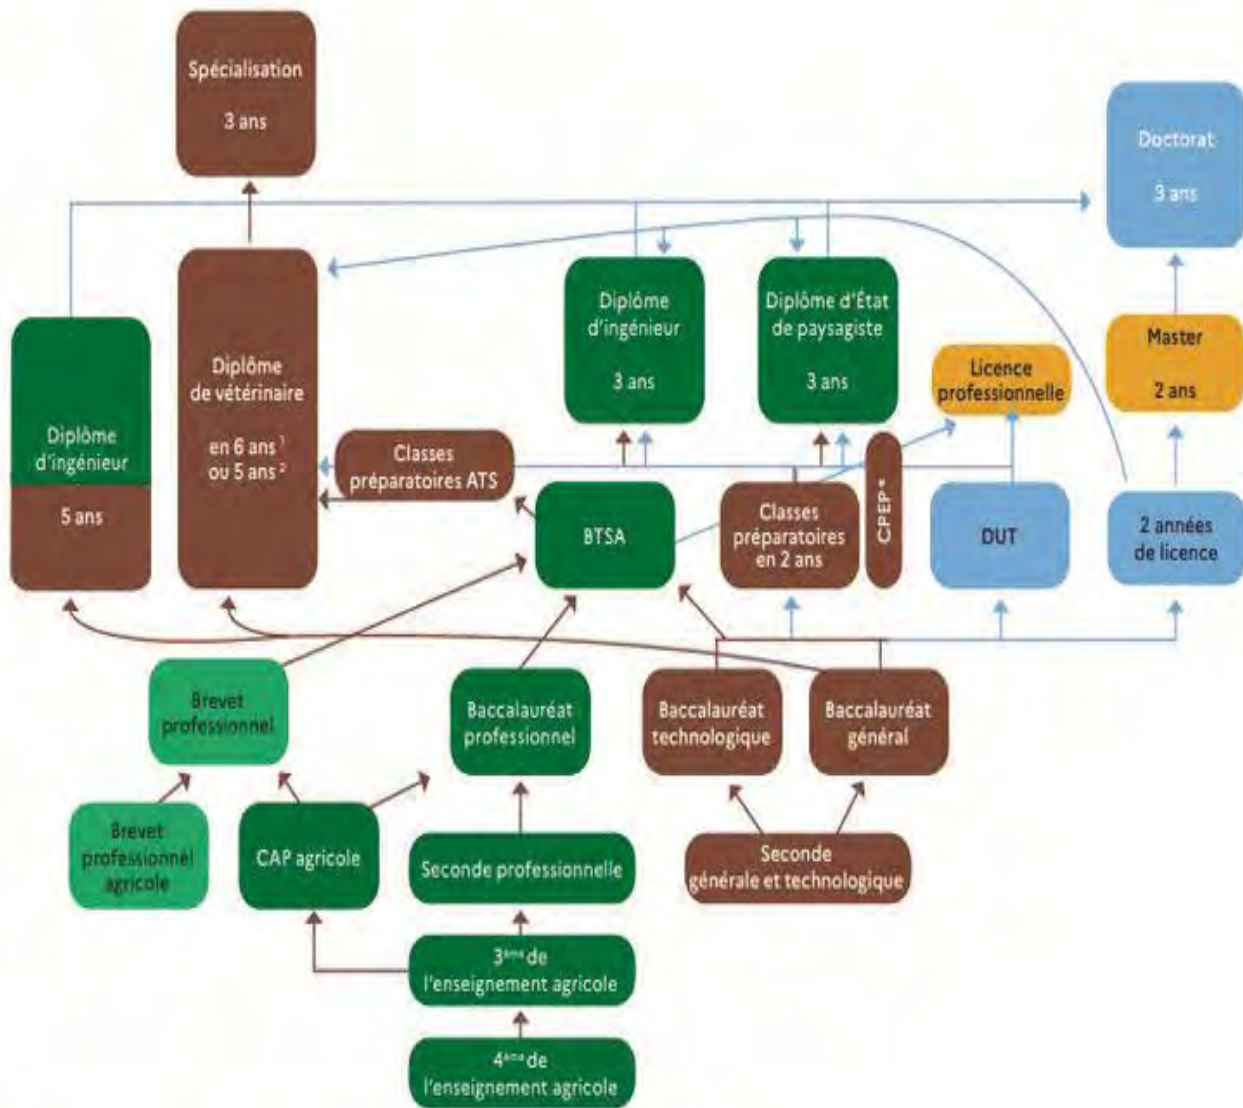 Spécialisation
3 ans
Doctorat
3 ans
Diplôme
d'ingénieur
5 ans
Diplôme
de vétérinaire
en 6 ans ¹
ou 5 ans ²
Diplôme
d'ingénieur
3 ans
Diplôme d'État
de paysagiste
3 ans
Licence
professionnelle
Master
2 ans
Classes
préparatoires ATS
BTSA
Classes
préparatoires
en 2 ans
CPEP*
DUT
2 années
de licence
Brevet
professionnel
Baccalauréat
professionnel
Baccalauréat
technologique
Baccalauréat
général
Brevet
professionnel
agricole
CAP agricole
Seconde professionnelle
Seconde
générale et technologique
3ème de
l'enseignement agricole
4ème de
l'enseignement agricole